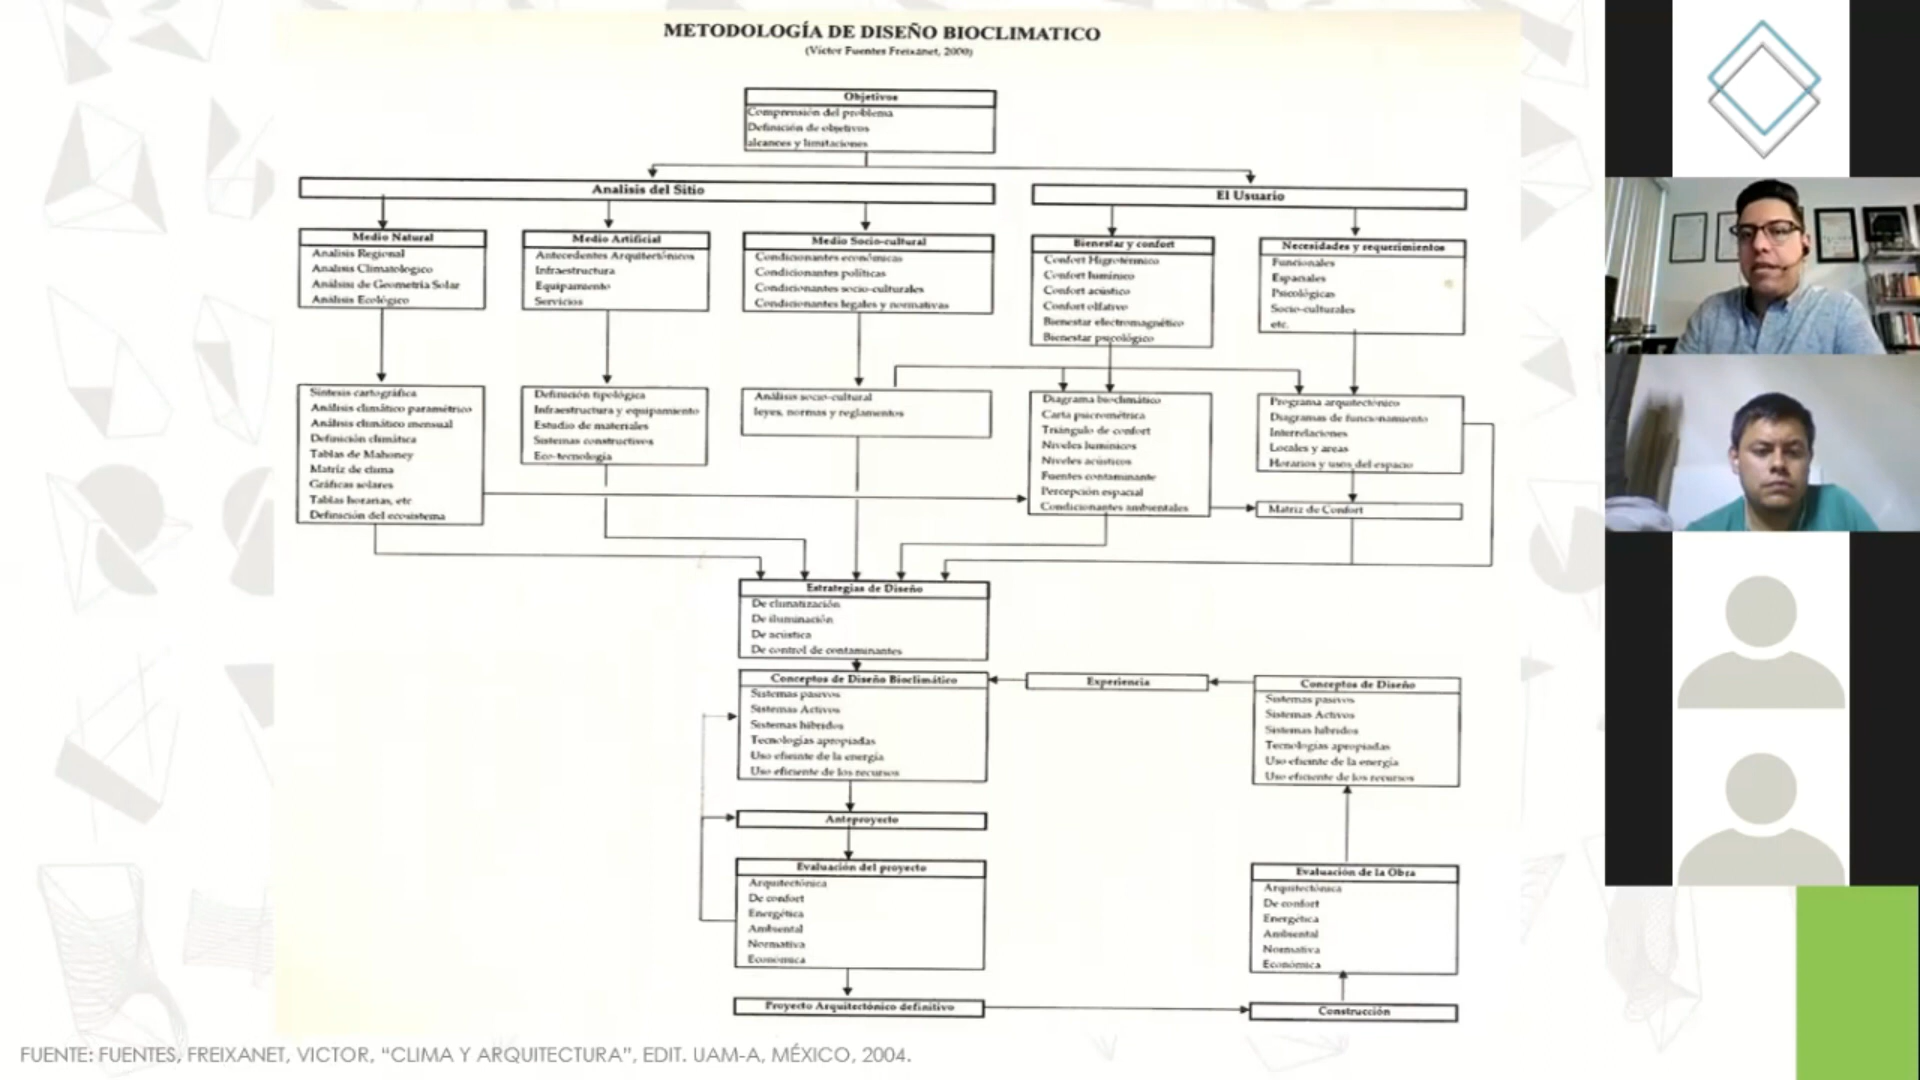 METODOLOGÍA DE DISEÑO BIOCLIMATICO
(Víctor Fuentes Freixanet, 2000)
Objetivos
Comprensión del problema
Definición de objetivos
alcances y limitaciones
Analisis del Sitio
El Usuario
Medio Natural
Analisis Regional
Analisis Climatologico
Análisis de Geometría Solar
Análisis Ecológico
Medio Artificial
Antecedentes Arquitectónicos
Infraestructura
Equipamiento
Servicios
Medio Socio-cultural
Condicionantes económicas
Condicionantes políticas
Condicionantes socio-culturales
Condicionantes legales y normativas
Bienestar y confort
Confort Higrotérmico
Confort lumínico
Confort acústico
Confort olfativo
Bienestar electromagnético
Bienestar psicológico
Necesidades y requerimientos
Funcionales
Espaciales
Psicológicas
Socio-culturales
etc.
Síntesis cartográfica
Análisis climático paramétrico
Análisis climático mensual
Definición climática
Tablas de Mahoney
Matríz de clima
Gráficas solares
Tablas horarias, etc
Definición del ecosistema
Definición tipológica
Infraestructura y equipamiento
Estudio de materiales
Sistemas constructivos
Eco-tecnología
Análisis socio-cultural
leyes, normas y reglamentos
Diagrama bioclimático
Carta psicrométrica
Triángulo de confort
Niveles lumínicos
Niveles acústicos
Fuentes contaminante
Percepción espacial
Condicionantes ambientales
Programa arquitectónico
Diagramas de funcionamiento
Interrelaciones
Locales y areas
Horarios y usos del espacio
Matriz de Confort
Estrategias de Diseño
De climatización
De iluminación
De acústica
De control de contaminantes
Conceptos de Diseño Bioclimático
Sistemas pasivos
Sistemas Activos
Sistemas híbridos
Tecnologías apropiadas
Uso eficiente de la energía
Uso eficiente de los recursos
Experiencia
Conceptos de Diseño
Sistemas pasivos
Sistemas Activos
Sistemas híbridos
Tecnologías apropiadas
Uso eficiente de la energía
Uso eficiente de los recursos
Anteproyecto
Evaluación del proyecto
Arquitectónica
De confort
Energética
Ambiental
Normativa
Económica
Evaluación de la Obra
Arquitectónica
De confort
Energética
Ambiental
Normativa
Económica
Proyecto Arquitectónico definitivo
Construcción
FUENTE: FUENTES, FREIXANET, VICTOR, “CLIMA Y ARQUITECTURA”, EDIT. UAM-A, MÉXICO, 2004.